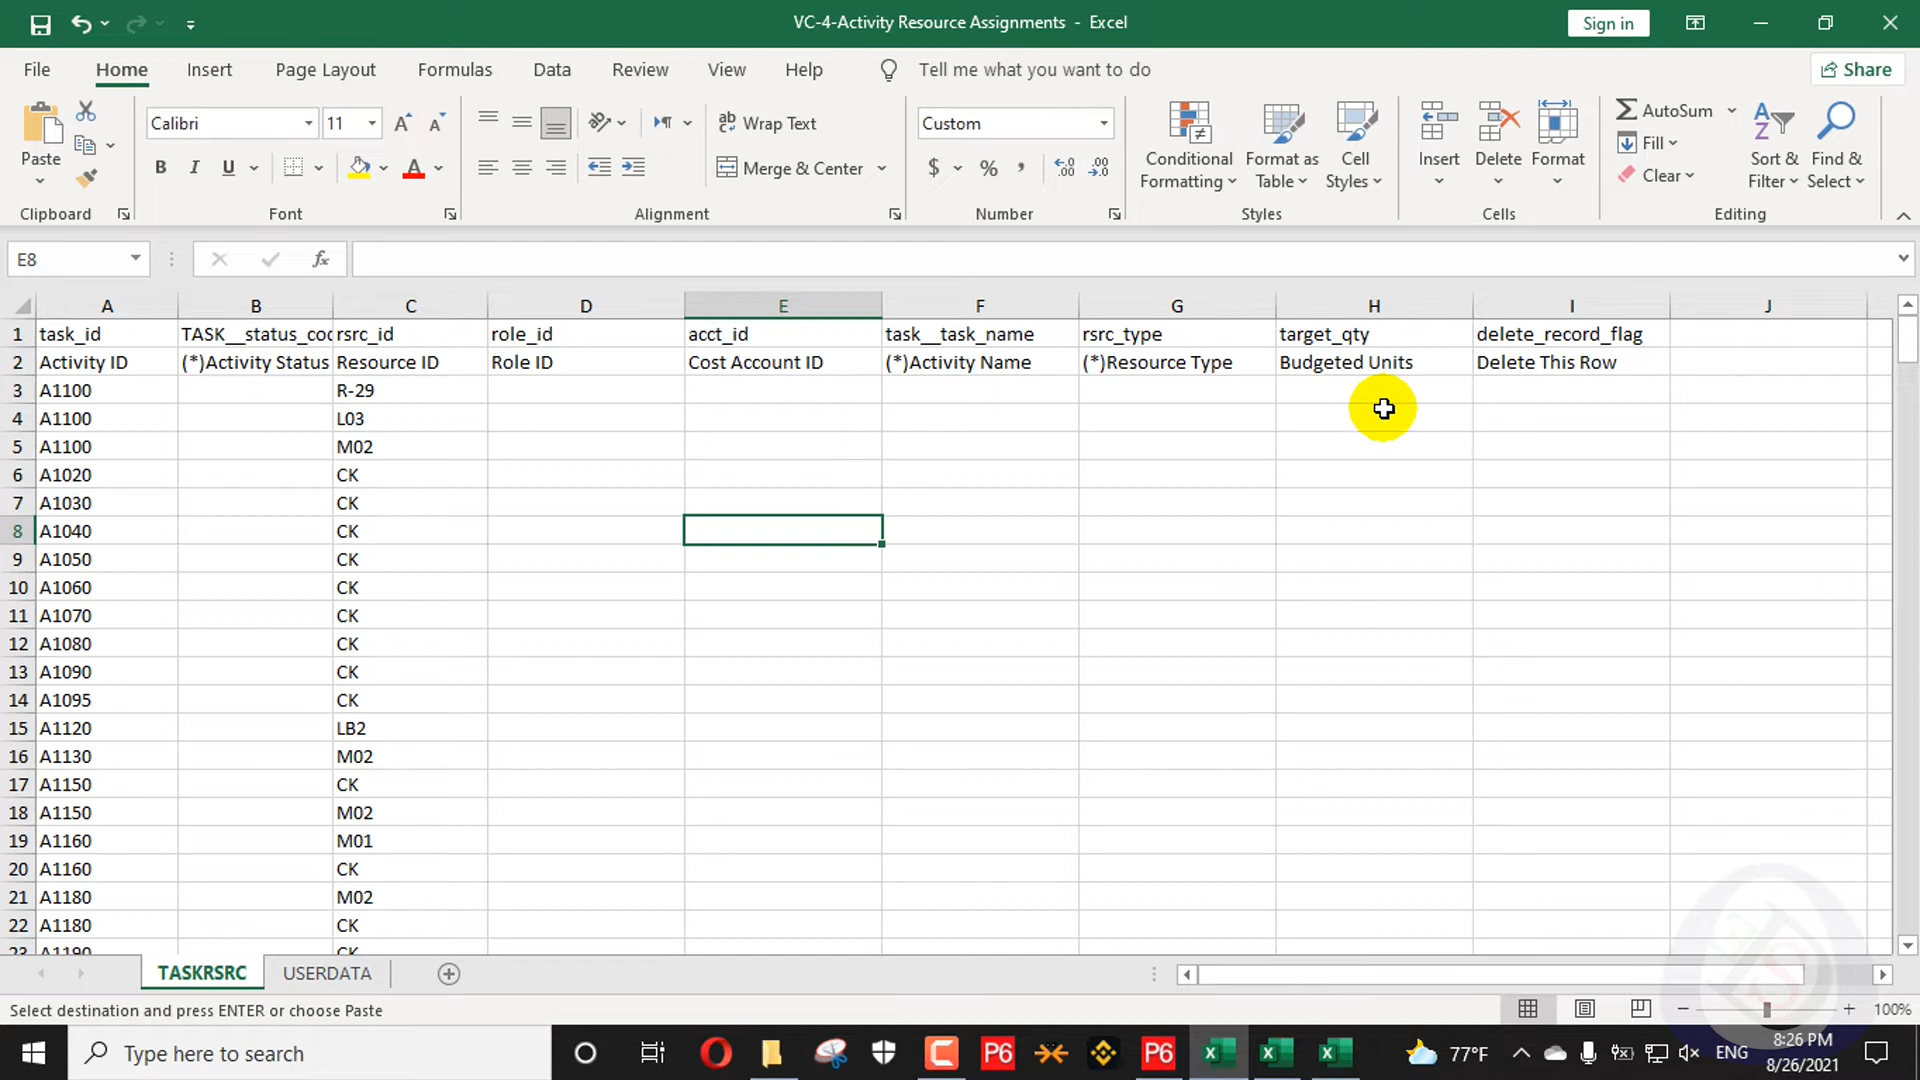 VC-4-Activity Resource Assignments - Excel
Sign in
File Home Insert Page Layout Formulas Data Review View Help Tell me what you want to do Share
Paste
Clipboard
Calibri 11
B I U
Font
Wrap Text
Merge & Center
Alignment
Custom
$ % ,
Number
Conditional Formatting
Format as Table
Cell Styles
Styles
Insert
Delete
Format
Cells
AutoSum
Fill
Clear
Sort & Filter
Find & Select
Editing
E8
fx
A B C D E F G H I J
1 task_id TASK__status_coc rsrc_id role_id acct_id task__task_name rsrc_type target_qty delete_record_flag
2 Activity ID (*)Activity Status Resource ID Role ID Cost Account ID (*)Activity Name (*)Resource Type Budgeted Units Delete This Row
3 A1100 R-29
4 A1100 L03
5 A1100 M02
6 A1020 CK
7 A1030 CK
8 A1040 CK
9 A1050 CK
10 A1060 CK
11 A1070 CK
12 A1080 CK
13 A1090 CK
14 A1095 CK
15 A1120 LB2
16 A1130 M02
17 A1150 CK
18 A1150 M02
19 A1160 M01
20 A1160 CK
21 A1180 M02
22 A1180 CK
23 A1190 CK
TASKRSRC USERDATA
Select destination and press ENTER or choose Paste
100%
Type here to search
P6
P6
77°F
ENG
8:26 PM
8/26/2021